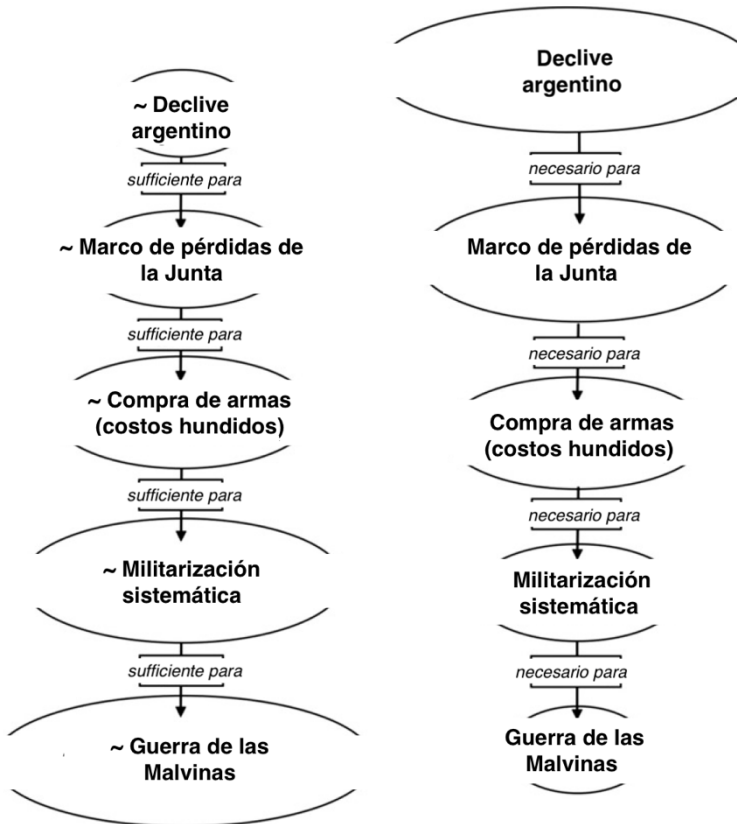 ~ Declive
argentino
sufficiente para
~ Marco de pérdidas de
la Junta
sufficiente para
~ Compra de armas
(costos hundidos)
sufficiente para
~ Militarización
sistemática
sufficiente para
~ Guerra de las
Malvinas
Declive
argentino
necesario para
Marco de pérdidas de
la Junta
necesario para
Compra de armas
(costos hundidos)
necesario para
Militarización
sistemática
necesario para
Guerra de las
Malvinas